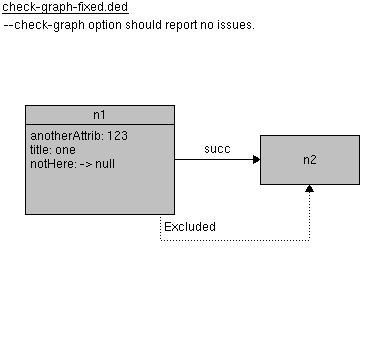 check-graph-fixed.ded
--check-graph option should report no issues.
n1
anotherAttrib: 123
title: one
notHere: -> null
succ
n2
Excluded